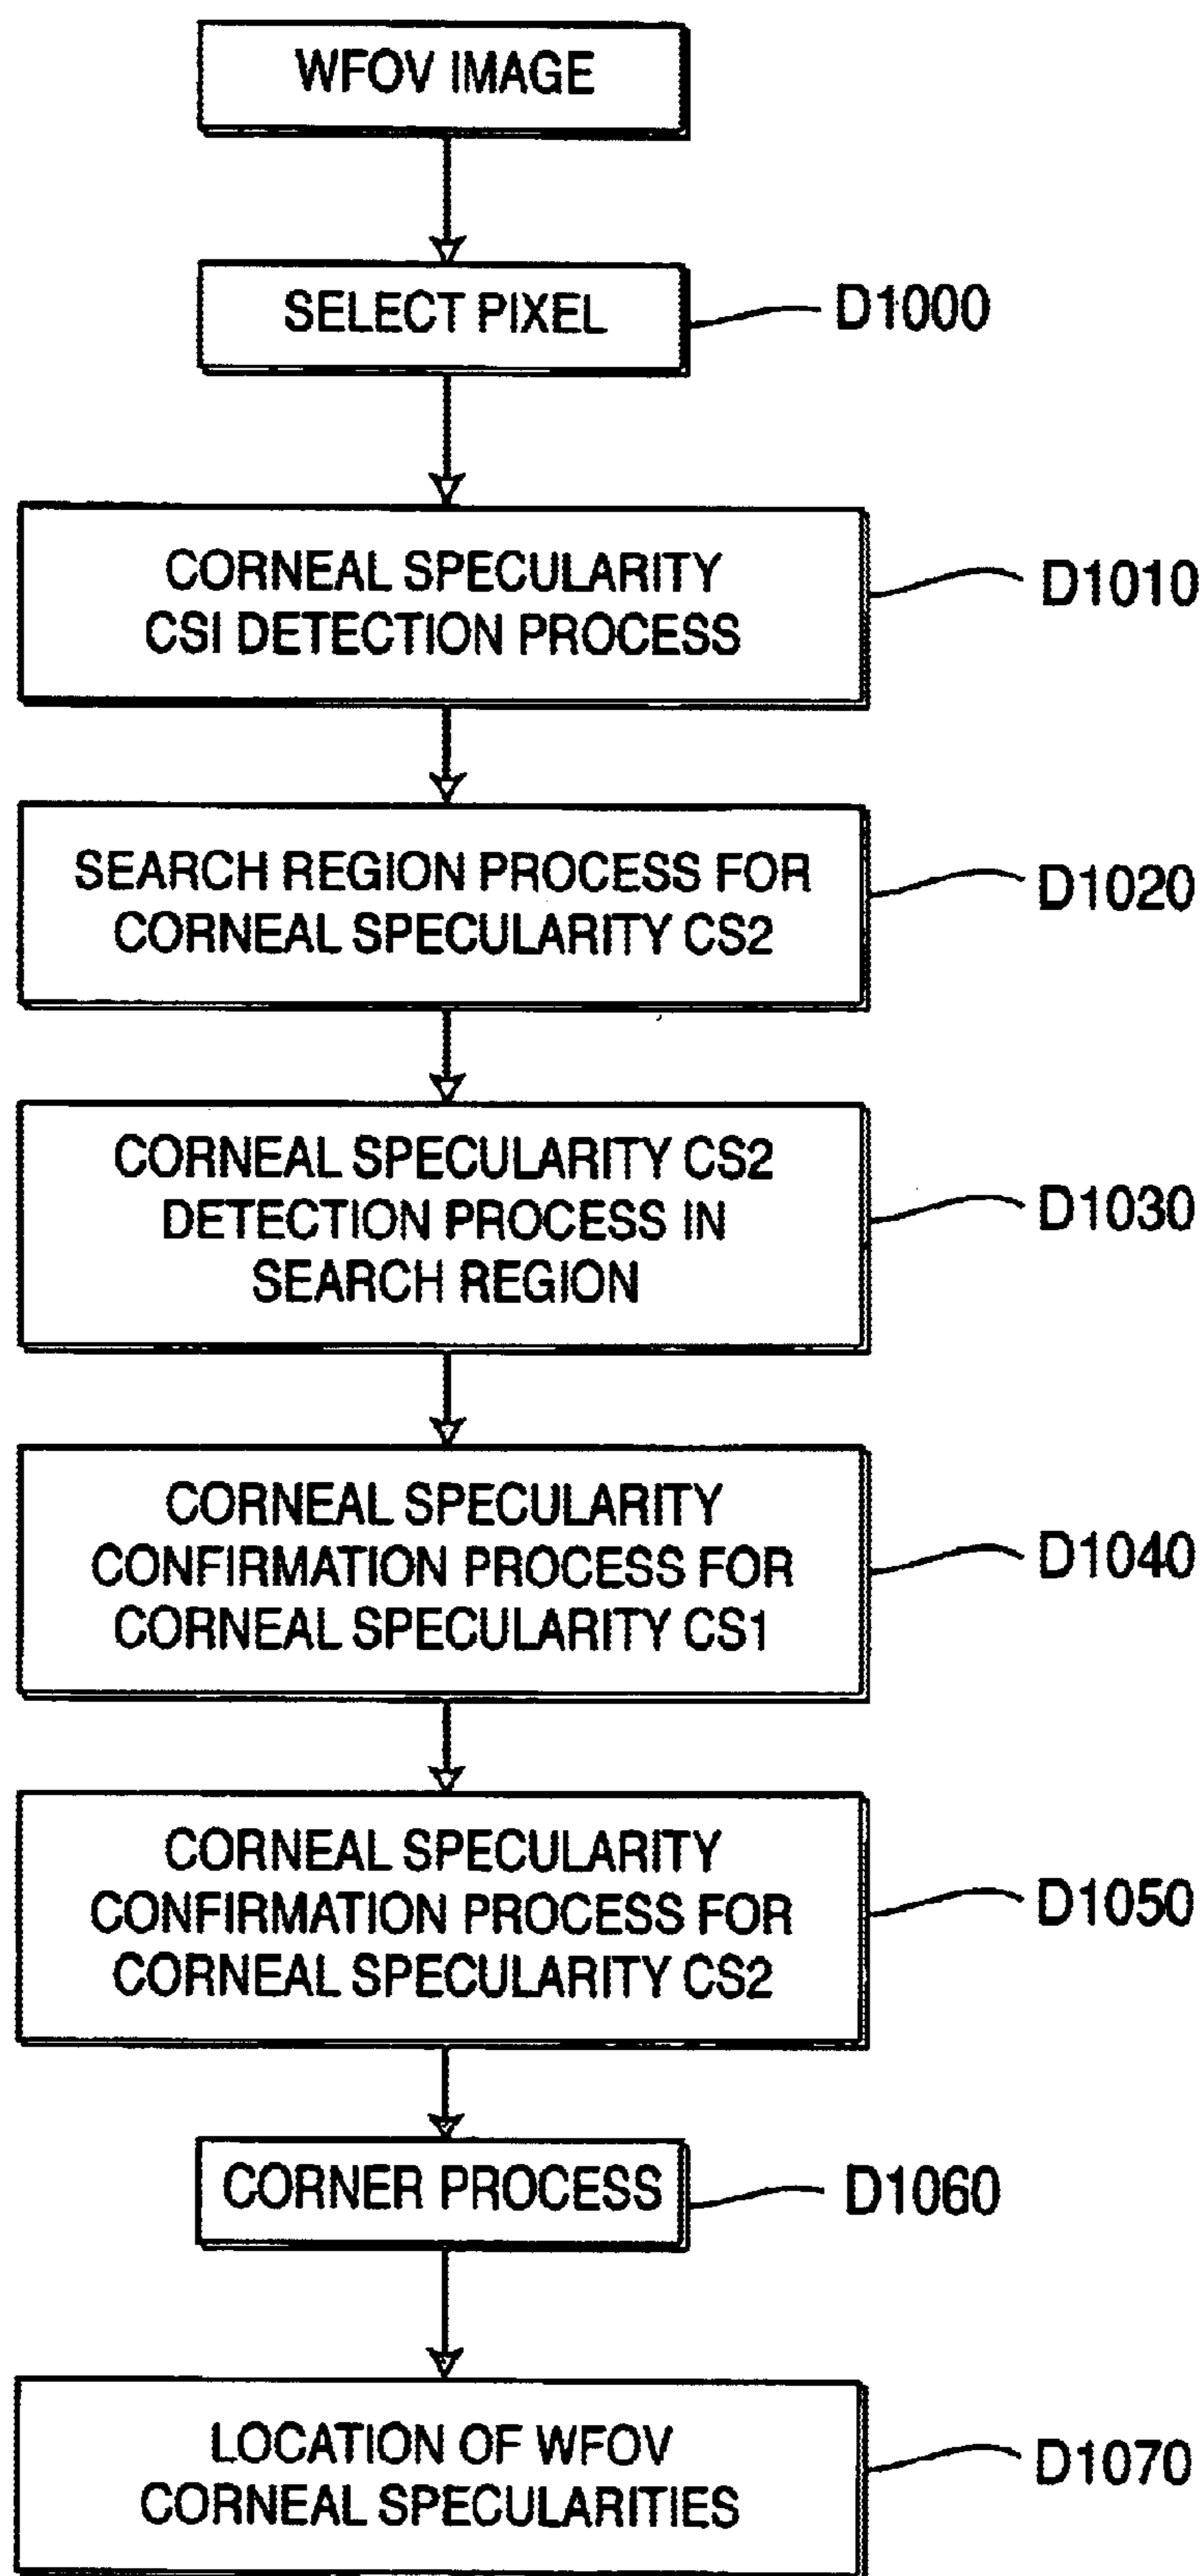 WFOV IMAGE
SELECT PIXEL
D1000
CORNEAL SPECULARITY
CSI DETECTION PROCESS
D1010
SEARCH REGION PROCESS FOR
CORNEAL SPECULARITY CS2
D1020
CORNEAL SPECULARITY CS2
DETECTION PROCESS IN
SEARCH REGION
D1030
CORNEAL SPECULARITY
CONFIRMATION PROCESS FOR
CORNEAL SPECULARITY CS1
D1040
CORNEAL SPECULARITY
CONFIRMATION PROCESS FOR
CORNEAL SPECULARITY CS2
D1050
CORNER PROCESS
D1060
LOCATION OF WFOV
CORNEAL SPECULARITIES
D1070